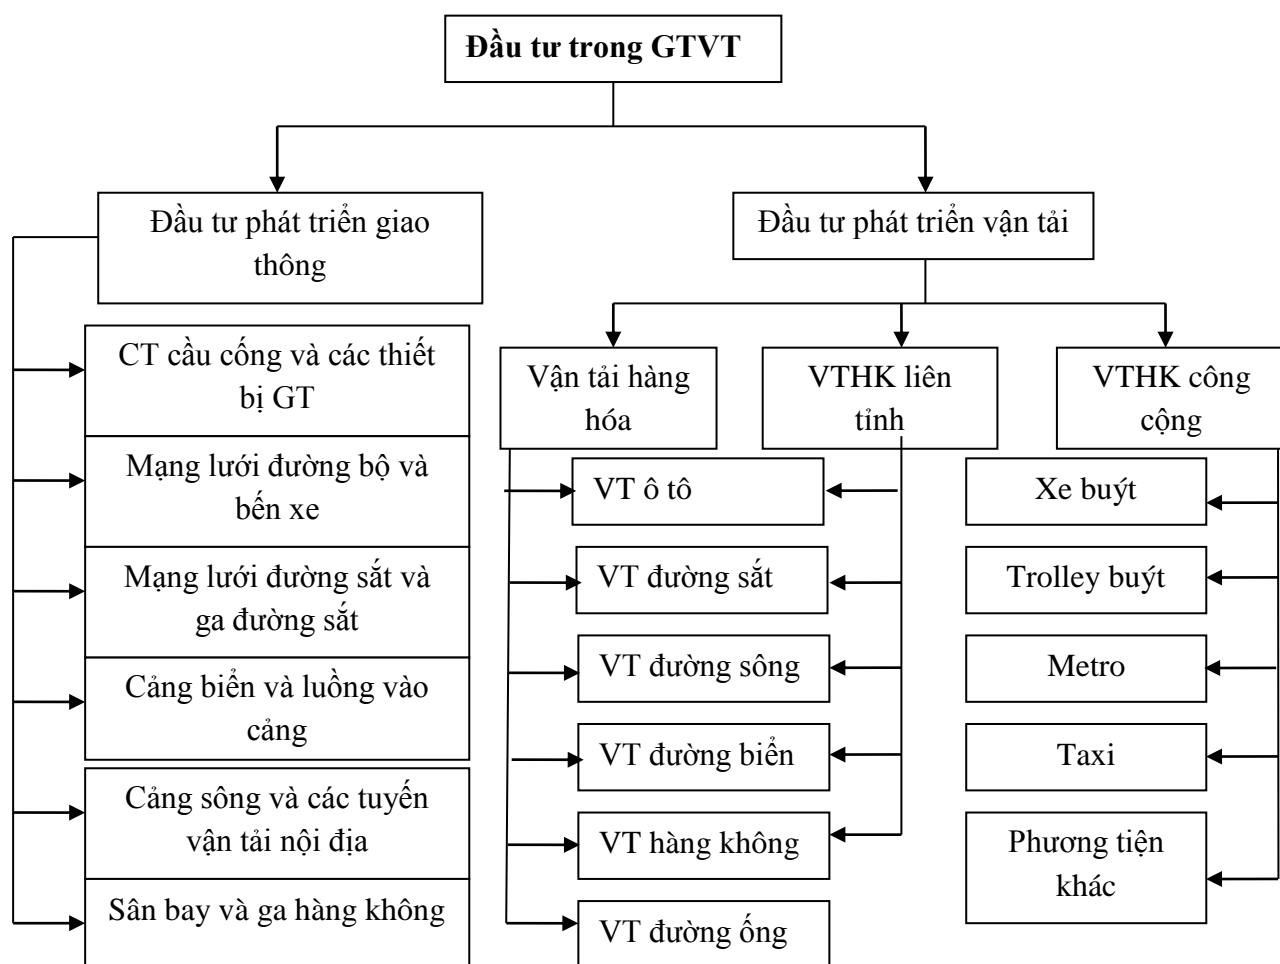 Đầu tư trong GTVT
Đầu tư phát triển giao
thông
Đầu tư phát triển vận tải
CT cầu cống và các thiết
bị GT
Mạng lưới đường bộ và
bến xe
Mạng lưới đường sắt và
ga đường sắt
Cảng biển và luồng vào
cảng
Cảng sông và các tuyến
vận tải nội địa
Sân bay và ga hàng không
Vận tải hàng
hóa
VTHK liên
tỉnh
VTHK công
cộng
VT ô tô
VT đường sắt
VT đường sông
VT đường biển
VT hàng không
VT đường ống
Xe buýt
Trolley buýt
Metro
Taxi
Phương tiện
khác